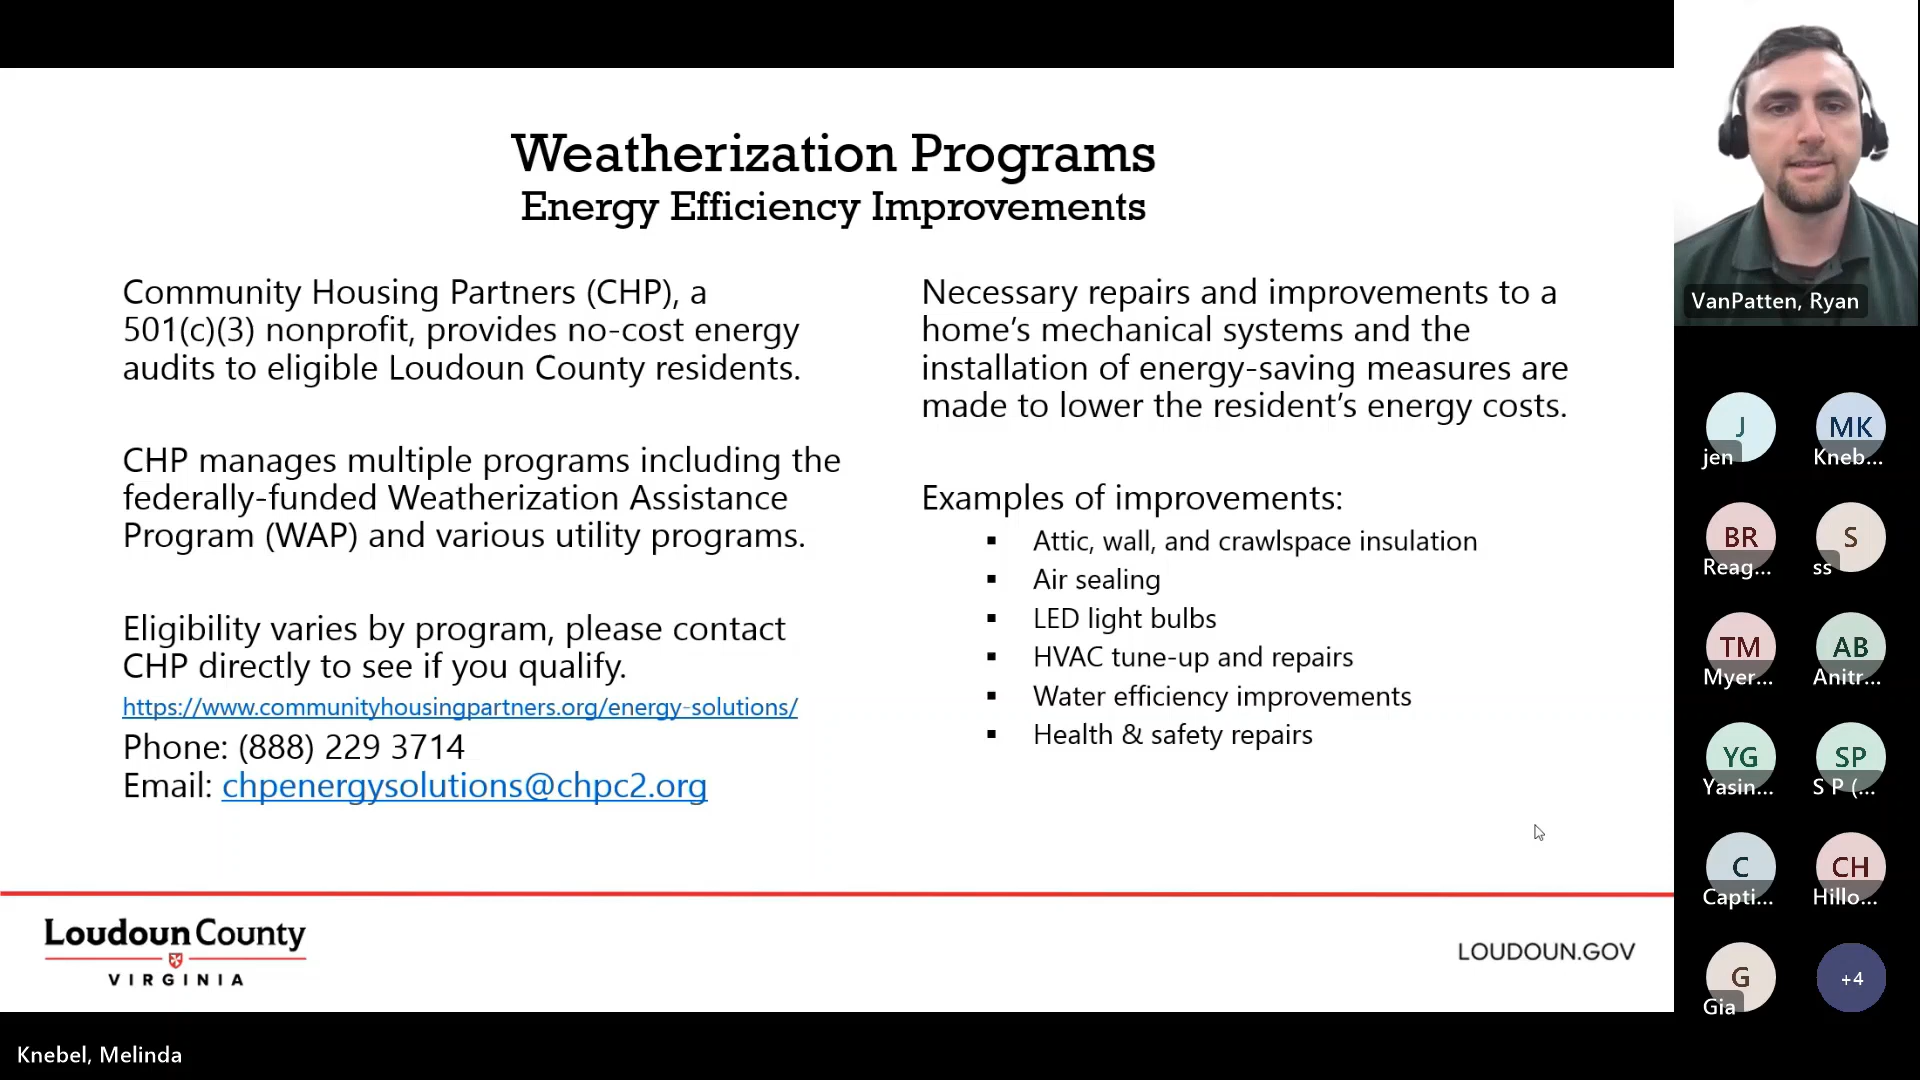 Weatherization Programs
Energy Efficiency Improvements
Community Housing Partners (CHP), a
501(c)(3) nonprofit, provides no-cost energy
audits to eligible Loudoun County residents.
CHP manages multiple programs including the
federally-funded Weatherization Assistance
Program (WAP) and various utility programs.
Eligibility varies by program, please contact
CHP directly to see if you qualify.
https://www.communityhousingpartners.org/energy-solutions/
Phone: (888) 229 3714
Email: chpenergysolutions@chpc2.org
Necessary repairs and improvements to a
home's mechanical systems and the
installation of energy-saving measures are
made to lower the resident's energy costs.
Examples of improvements:
▪ Attic, wall, and crawlspace insulation
▪ Air sealing
▪ LED light bulbs
▪ HVAC tune-up and repairs
▪ Water efficiency improvements
▪ Health & safety repairs
Loudoun County
VIRGINIA
LOUDOUN.GOV
Knebel, Melinda
VanPatten, Ryan
J
jen
MK
Kneb...
BR
Reag...
S
ss
TM
Myer...
AB
Anitr...
YG
Yasin...
SP
S P (...
C
Capti...
CH
Hillo...
G
Gia
+4